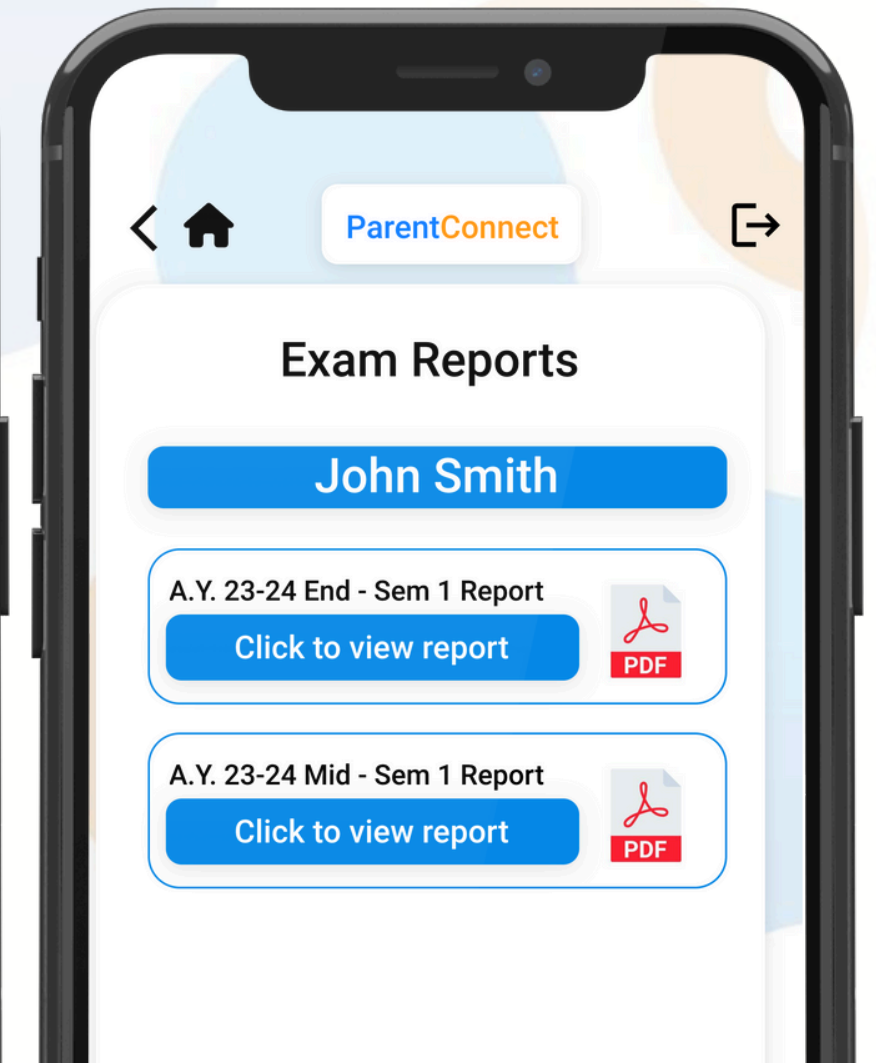 ParentConnect
Exam Reports
John Smith
A.Y. 23-24 End - Sem 1 Report
Click to view report
PDF
A.Y. 23-24 Mid - Sem 1 Report
Click to view report
PDF